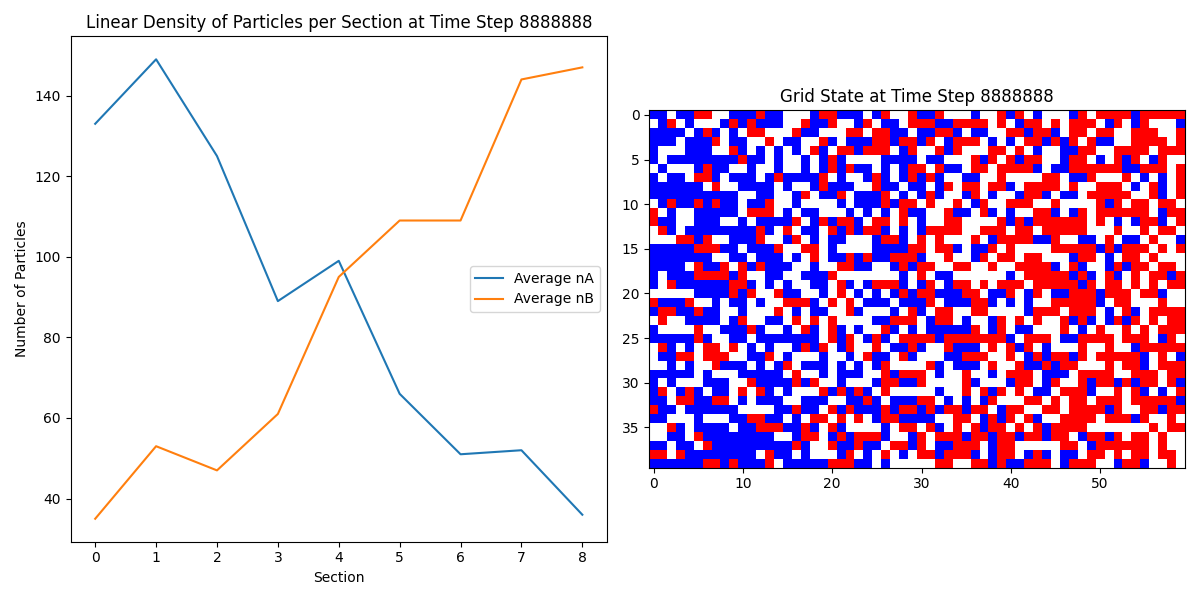 Linear Density of Particles per Section at Time Step 8888888
140
120
100
80
60
40
Number of Particles
0 1 2 3 4 5 6 7 8
Section
Average nA
Average nB
Grid State at Time Step 8888888
0
5
10
15
20
25
30
35
0 10 20 30 40 50